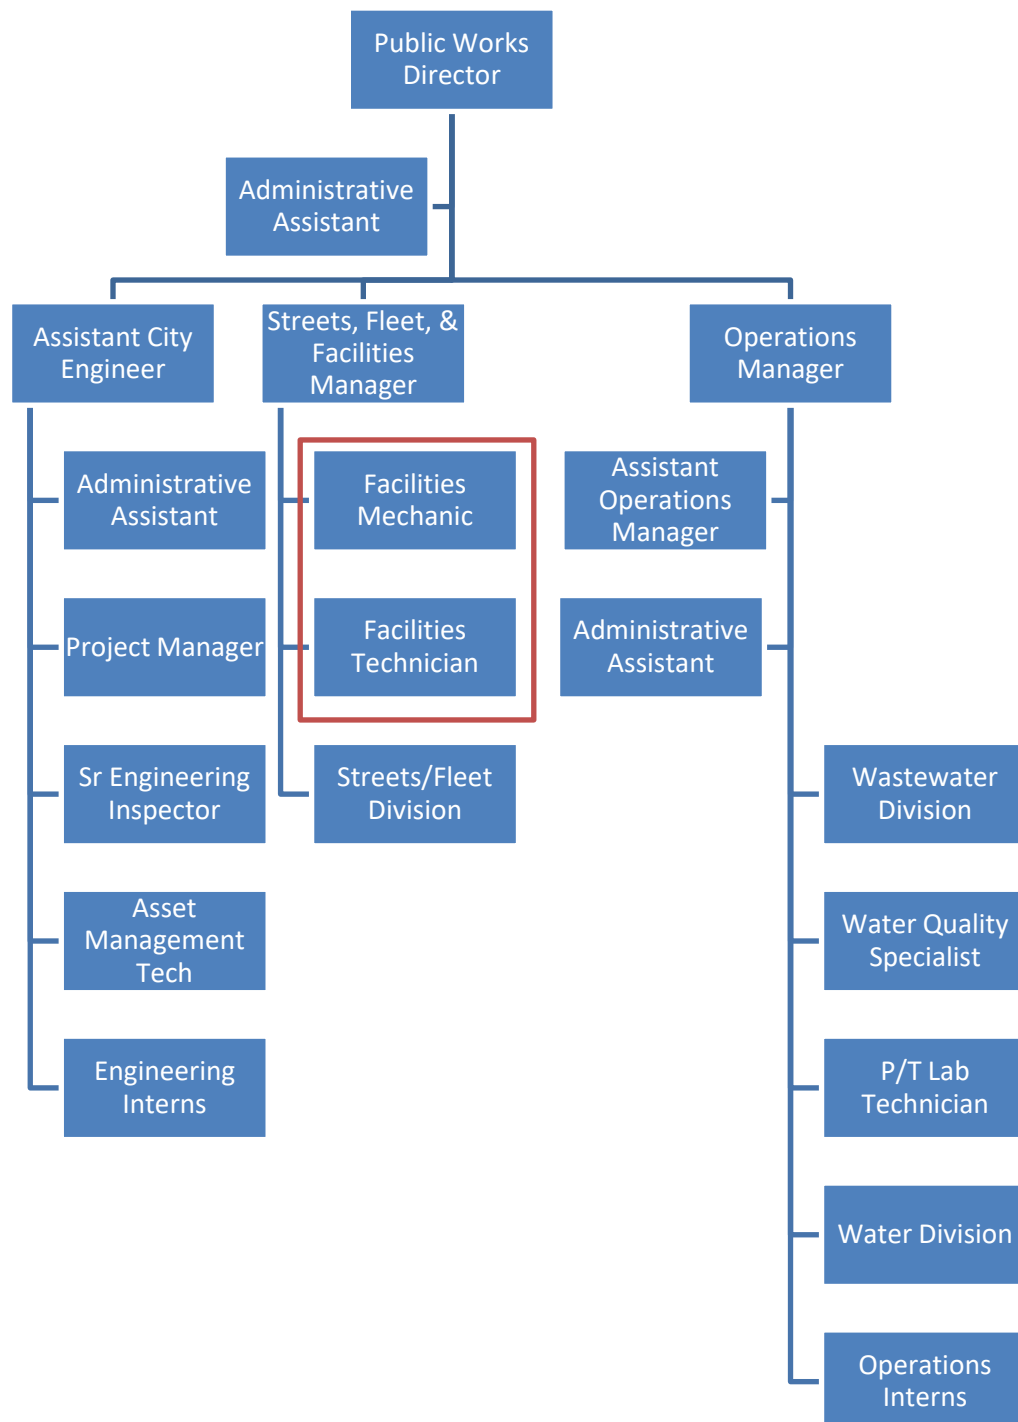 Public Works
Director
Administrative
Assistant
Assistant City
Engineer
Streets, Fleet, &
Facilities
Manager
Operations
Manager
Administrative
Assistant
Project Manager
Sr Engineering
Inspector
Asset
Management
Tech
Engineering
Interns
Facilities
Mechanic
Facilities
Technician
Streets/Fleet
Division
Assistant
Operations
Manager
Administrative
Assistant
Wastewater
Division
Water Quality
Specialist
P/T Lab
Technician
Water Division
Operations
Interns